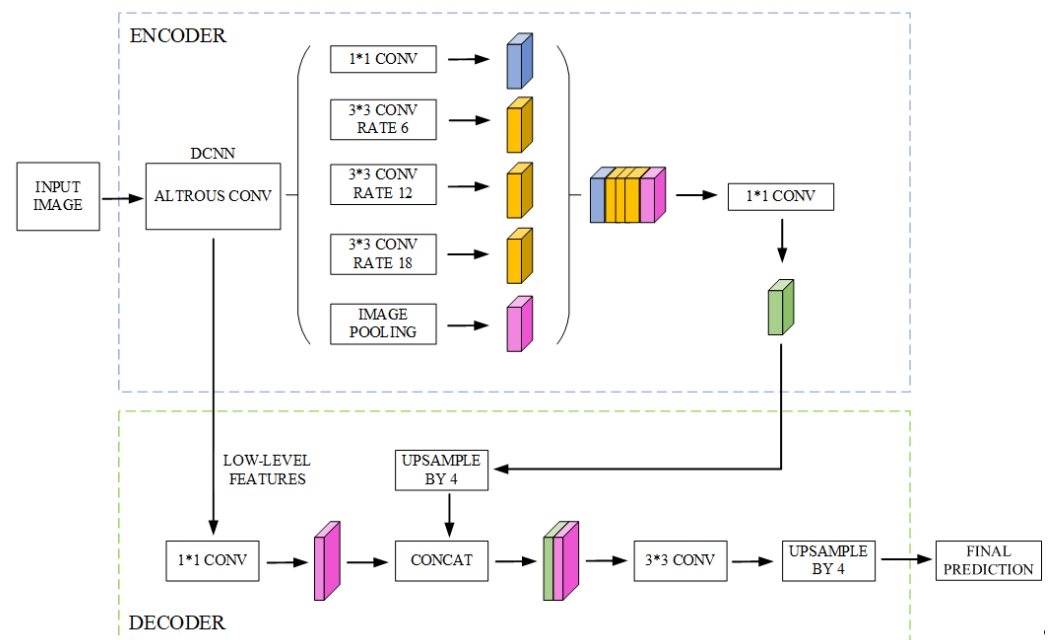 ENCODER
1*1 CONV
3*3 CONV
RATE 6
DCNN
INPUT
IMAGE
ALTROUS CONV
3*3 CONV
RATE 12
1*1 CONV
3*3 CONV
RATE 18
IMAGE
POOLING
LOW-LEVEL
FEATURES
UPSAMPLE
BY 4
1*1 CONV
CONCAT
3*3 CONV
UPSAMPLE
BY 4
FINAL
PREDICTION
DECODER